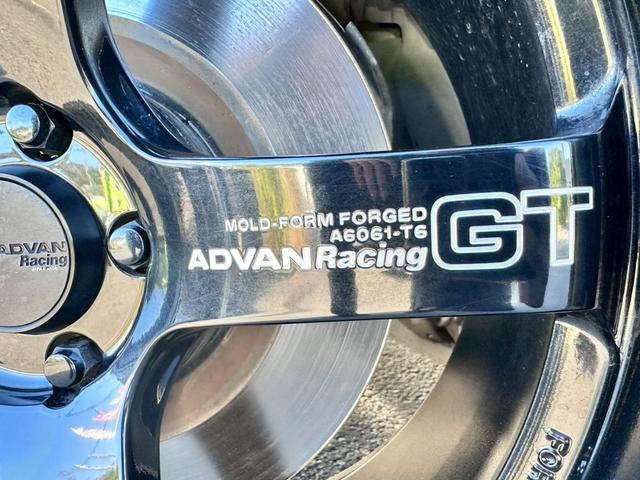 MOLD-FORM FORGED
A6061-T6
ADVAN Racing GT
ADVAN
Racing